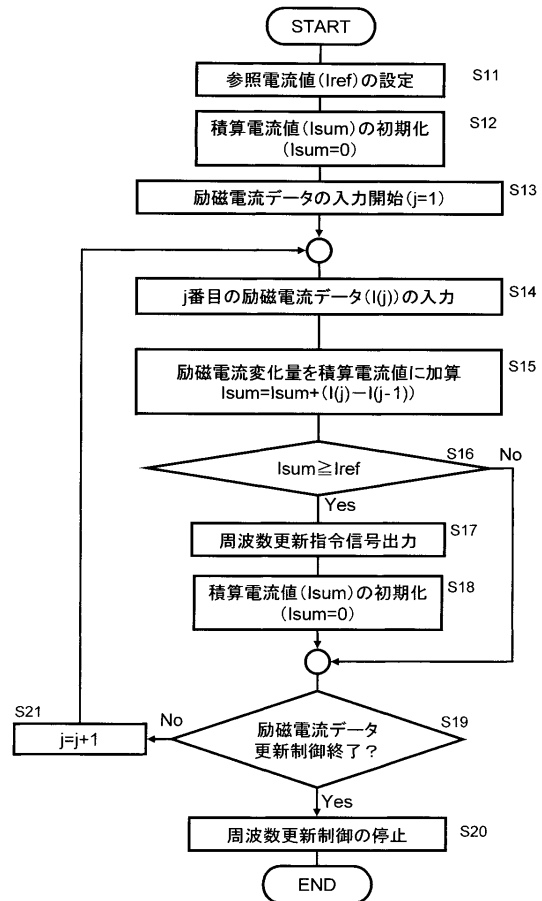 START
参照電流値(Iref)の設定
S11
積算電流値(Isum)の初期化
(Isum=0)
S12
励磁電流データの入力開始(j=1)
S13
j番目の励磁電流データ(I(j))の入力
S14
励磁電流変化量を積算電流値に加算
Isum=Isum+(I(j)−I(j-1))
S15
Isum≧Iref
S16
No
Yes
周波数更新指令信号出力
S17
積算電流値(Isum)の初期化
(Isum=0)
S18
励磁電流データ
更新制御終了？
S19
No
S21
j=j+1
Yes
周波数更新制御の停止
S20
END